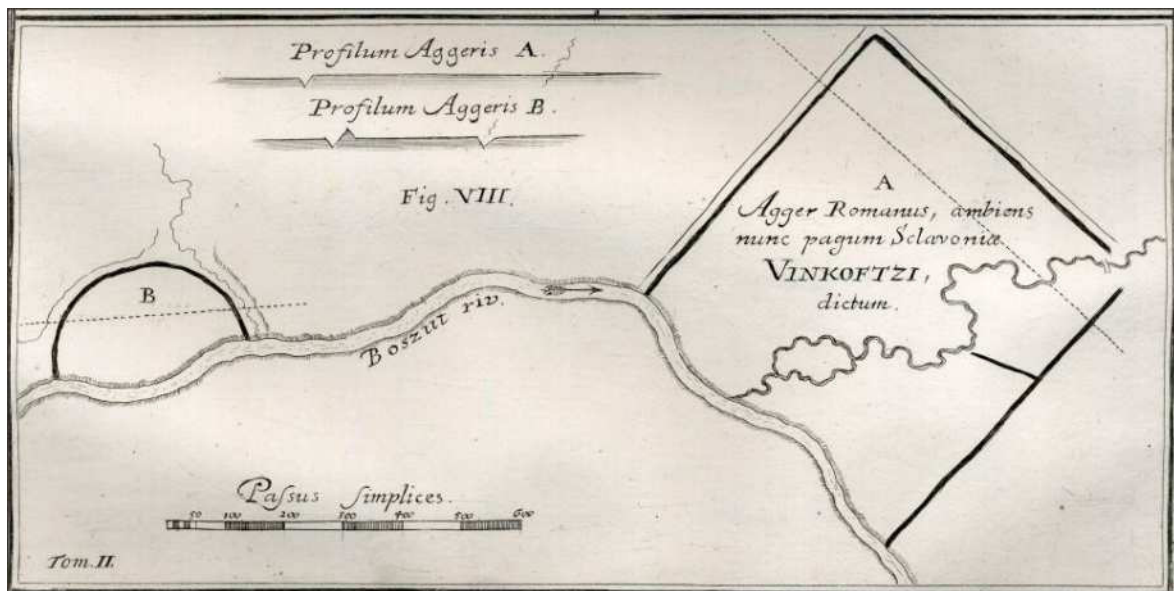 Profilum Aggeris A.
Profilum Aggeris B.
Fig. VIII.
A
Agger Romanus, ambiens
nunc pagum Sclavoniæ
VINKOFTZI,
dictum.
B
Boszut riv.
Paſsus ſimplices.
50 100 200 300 400 500 600
Tom. II.